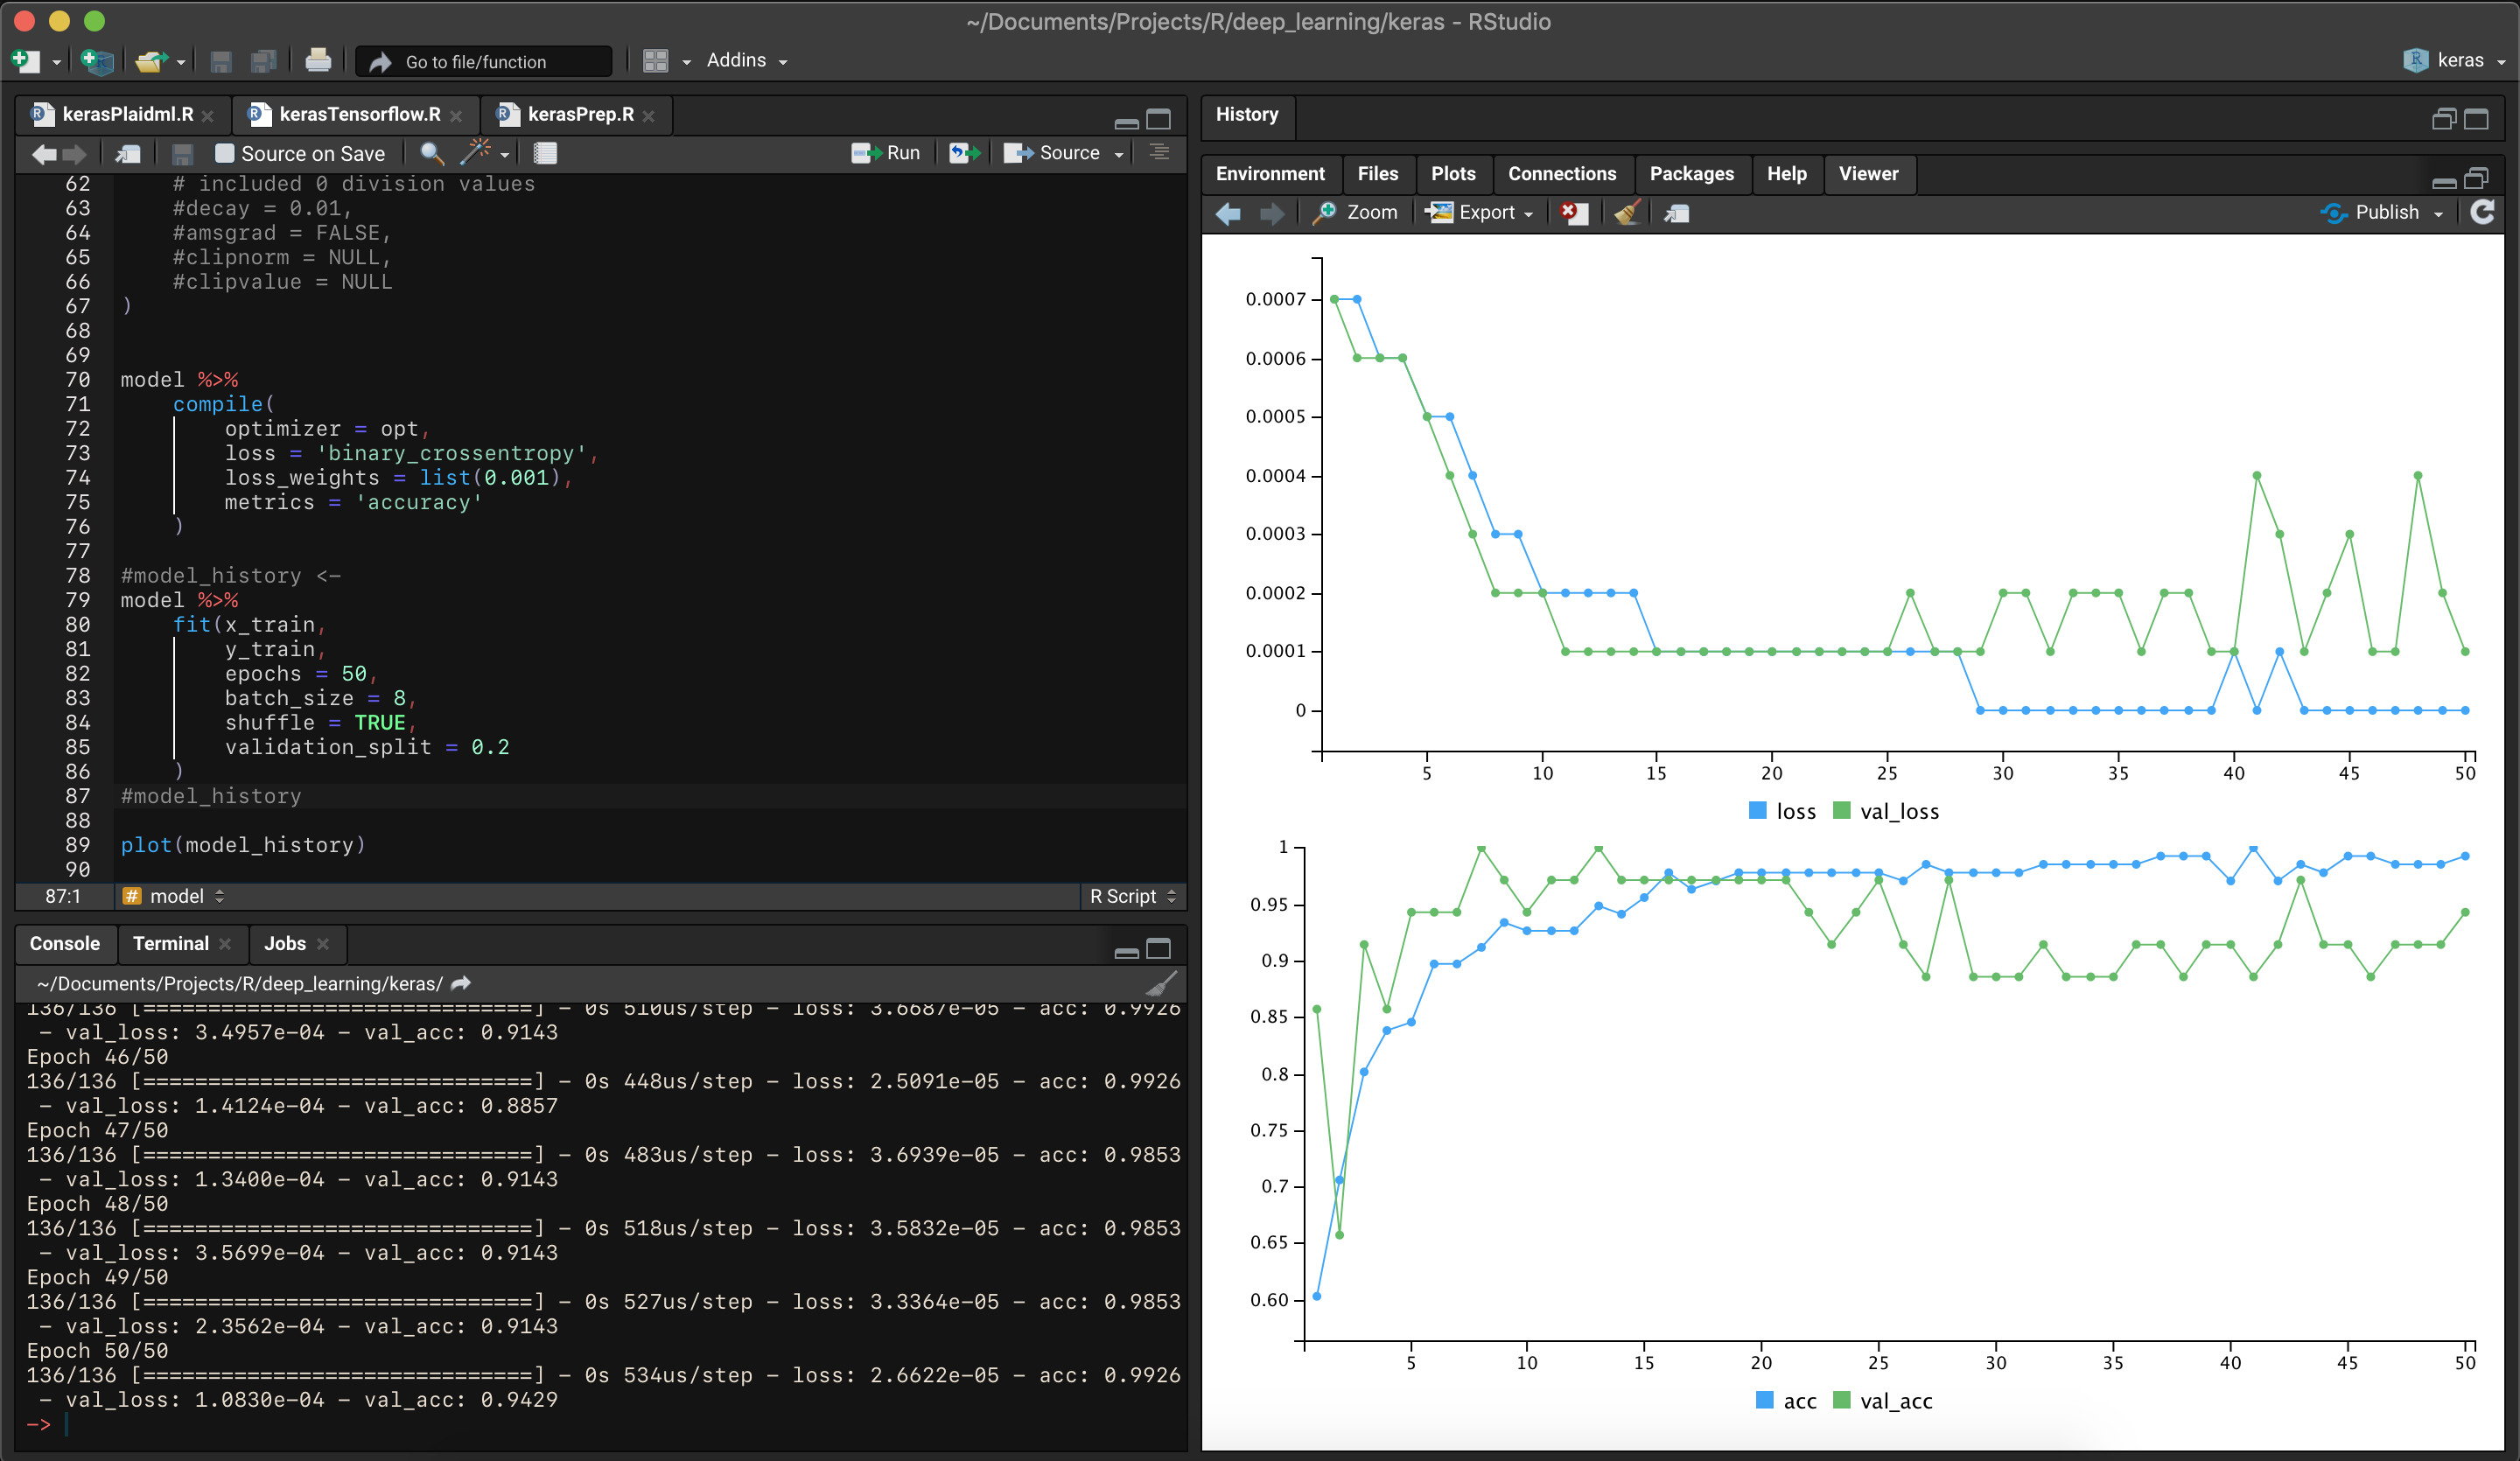 ~/Documents/Projects/R/deep_learning/keras - RStudio
Go to file/function
Addins
keras
kerasPlaidml.R
kerasTensorflow.R
kerasPrep.R
Source on Save
Run
Source
62 # included 0 division values
63 #decay = 0.01,
64 #amsgrad = FALSE,
65 #clipnorm = NULL,
66 #clipvalue = NULL
67 )
68
69
70 model %>%
71 compile(
72 optimizer = opt,
73 loss = 'binary_crossentropy',
74 loss_weights = list(0.001),
75 metrics = 'accuracy'
76 )
77
78 #model_history <-
79 model %>%
80 fit(x_train,
81 y_train,
82 epochs = 50,
83 batch_size = 8,
84 shuffle = TRUE,
85 validation_split = 0.2
86 )
87 #model_history
88
89 plot(model_history)
90
87:1
# model
R Script
Console
Terminal
Jobs
~/Documents/Projects/R/deep_learning/keras/
136/136 [==============================] - 0s 510us/step - loss: 3.6687e-05 - acc: 0.9926
- val_loss: 3.4957e-04 - val_acc: 0.9143
Epoch 46/50
136/136 [==============================] - 0s 448us/step - loss: 2.5091e-05 - acc: 0.9926
- val_loss: 1.4124e-04 - val_acc: 0.8857
Epoch 47/50
136/136 [==============================] - 0s 483us/step - loss: 3.6939e-05 - acc: 0.9853
- val_loss: 1.3400e-04 - val_acc: 0.9143
Epoch 48/50
136/136 [==============================] - 0s 518us/step - loss: 3.5832e-05 - acc: 0.9853
- val_loss: 3.5699e-04 - val_acc: 0.9143
Epoch 49/50
136/136 [==============================] - 0s 527us/step - loss: 3.3364e-05 - acc: 0.9853
- val_loss: 2.3562e-04 - val_acc: 0.9143
Epoch 50/50
136/136 [==============================] - 0s 534us/step - loss: 2.6622e-05 - acc: 0.9926
- val_loss: 1.0830e-04 - val_acc: 0.9429
->
History
Environment
Files
Plots
Connections
Packages
Help
Viewer
Zoom
Export
Publish
0.0007
0.0006
0.0005
0.0004
0.0003
0.0002
0.0001
0
5 10 15 20 25 30 35 40 45 50
loss val_loss
1
0.95
0.9
0.85
0.8
0.75
0.7
0.65
0.60
5 10 15 20 25 30 35 40 45 50
acc val_acc